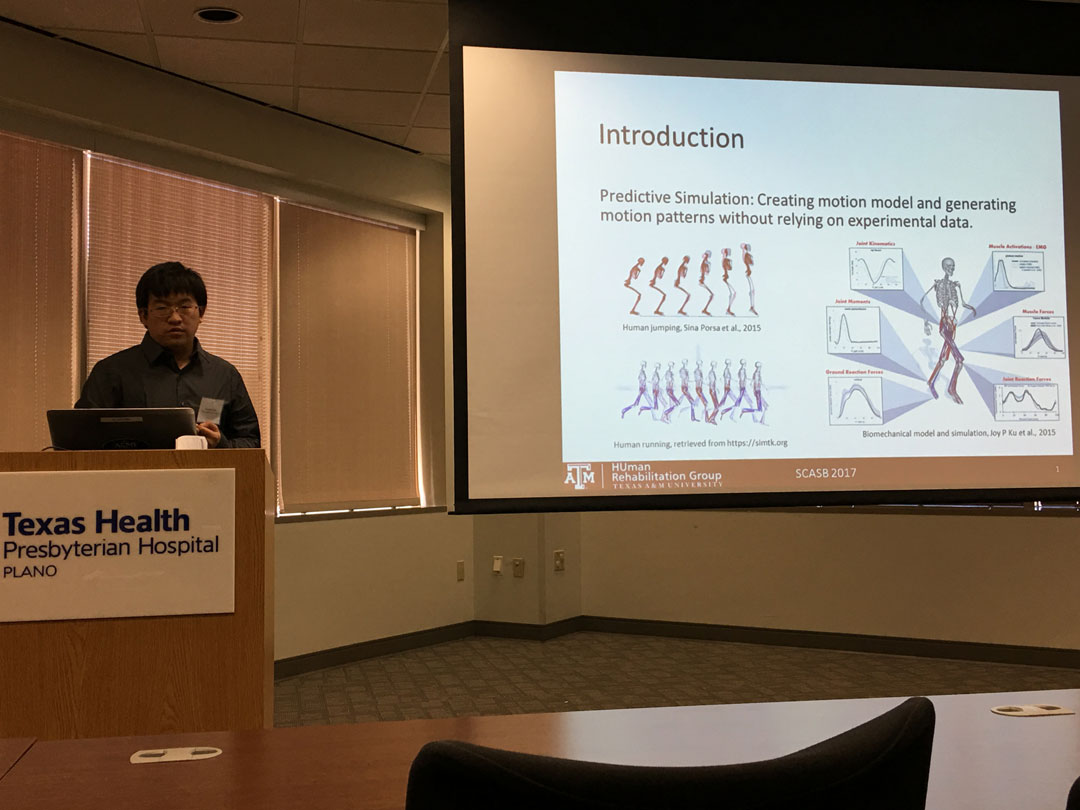 Introduction
Predictive Simulation: Creating motion model and generating
motion patterns without relying on experimental data.
Human jumping, Sina Porsa et al., 2015
Human running, retrieved from https://simtk.org
Joint Kinematics
Muscle Activations - EMG
Joint Moments
Muscle Forces
Ground Reaction Forces
Joint Reaction Forces
Biomechanical model and simulation, Joy P Ku et al., 2015
ATM
HUman
Rehabilitation Group
TEXAS A&M UNIVERSITY
SCASB 2017
1
Texas Health
Presbyterian Hospital
PLANO